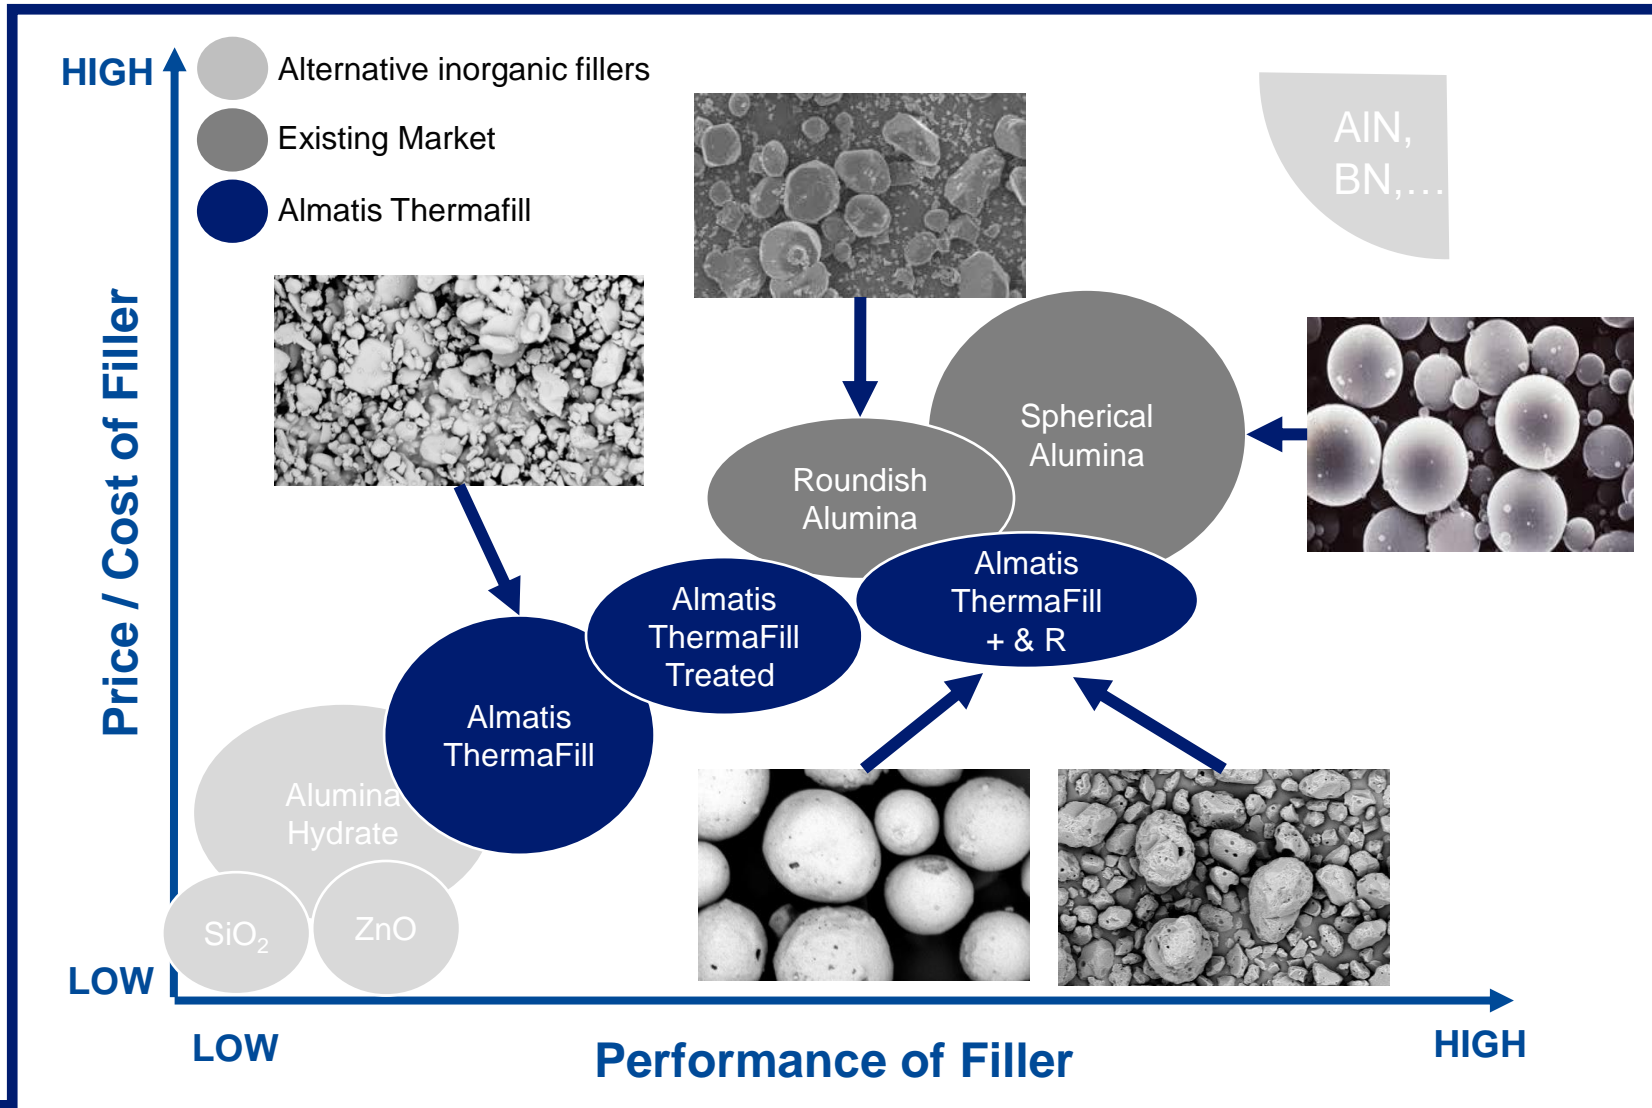 HIGH
Alternative inorganic fillers
Existing Market
Almatis Thermafill
AlN,
BN,...
Price / Cost of Filler
Spherical
Alumina
Roundish
Alumina
Almatis
ThermaFill
+ & R
Almatis
ThermaFill
Treated
Almatis
ThermaFill
Alumina
Hydrate
SiO₂
ZnO
LOW
LOW
Performance of Filler
HIGH